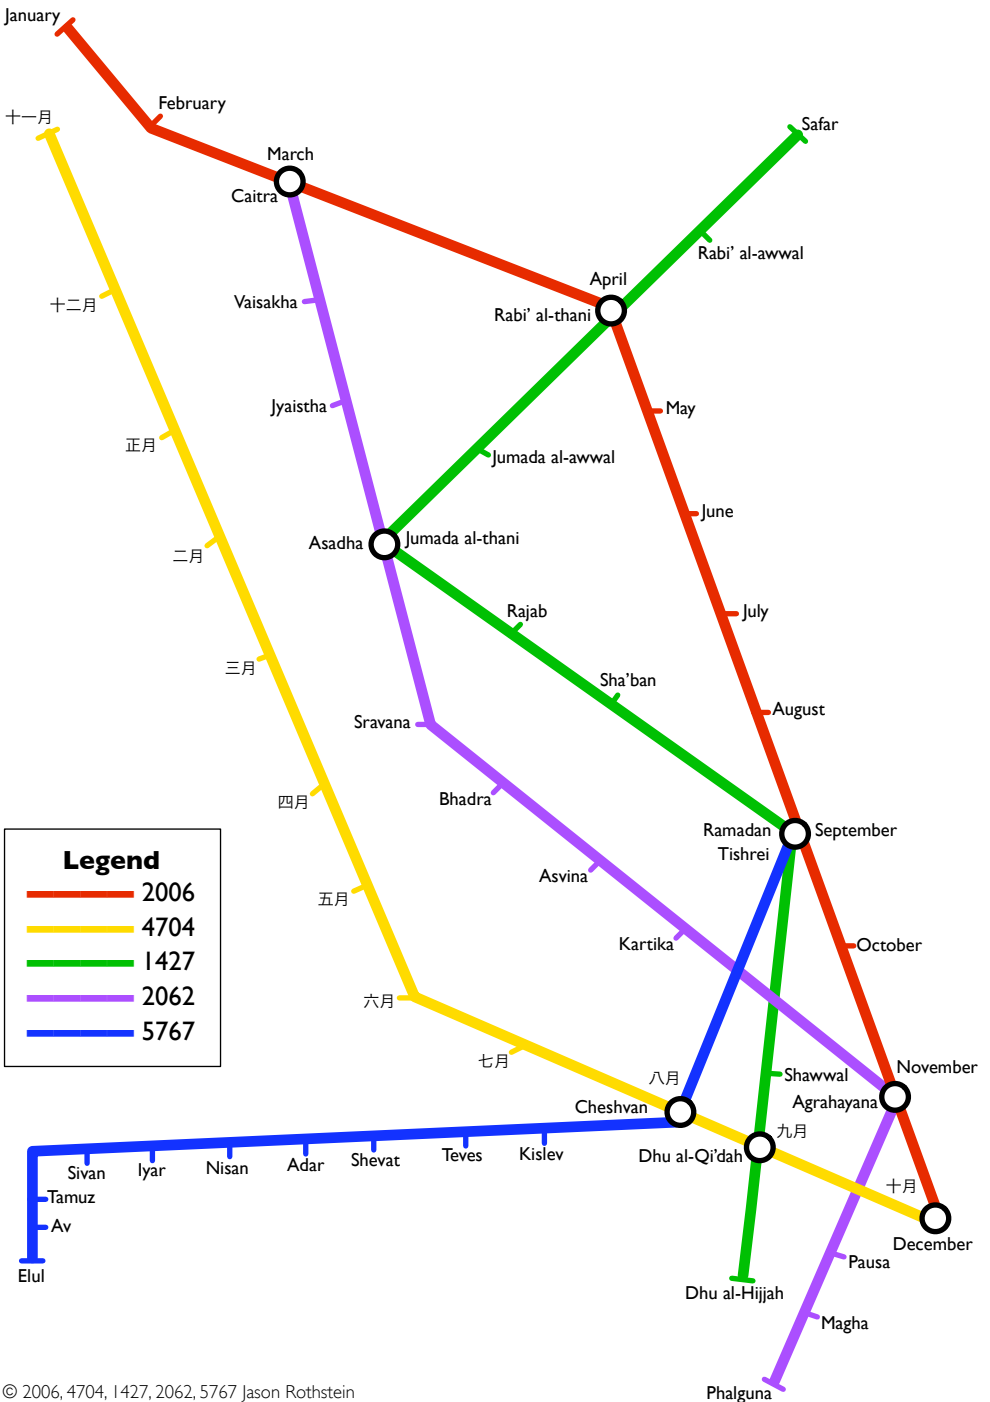 January
February
十一月
Safar
March
Caitra
Rabi’ al-awwal
April
十二月
Vaisakha
Rabi’ al-thani
Jyaistha
May
正月
Jumada al-awwal
June
Asadha
Jumada al-thani
二月
Rajab
July
三月
Sha’ban
Sravana
August
四月
Bhadra
Ramadan
September
Tishrei
Legend
2006
4704
1427
2062
5767
Asvina
五月
Kartika
October
六月
七月
八月
Shawwal
November
Cheshvan
Agrahayana
九月
Dhu al-Qi’dah
Kislev
Teves
Shevat
Adar
Nisan
Iyar
Sivan
Tamuz
Av
Elul
十月
December
Pausa
Dhu al-Hijjah
Magha
Phalguna
© 2006, 4704, 1427, 2062, 5767 Jason Rothstein